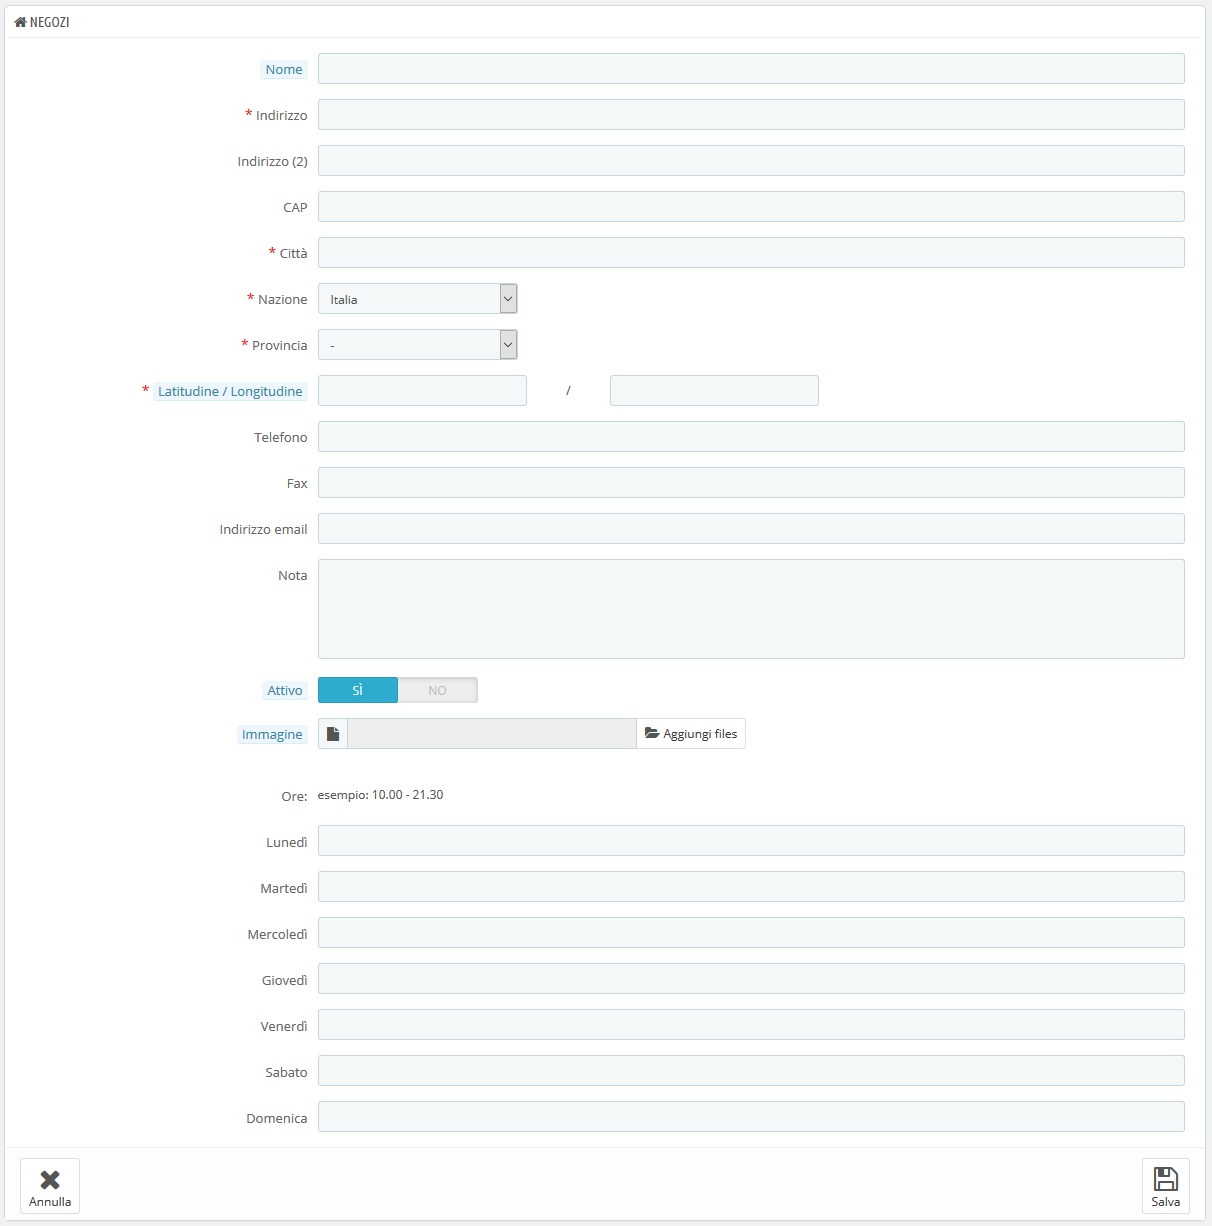 NEGOZI
Nome
* Indirizzo
Indirizzo (2)
CAP
* Città
* Nazione Italia
* Provincia -
* Latitudine / Longitudine /
Telefono
Fax
Indirizzo email
Nota
Attivo SÌ NO
Immagine Aggiungi files
Ore: esempio: 10.00 - 21.30
Lunedì
Martedì
Mercoledì
Giovedì
Venerdì
Sabato
Domenica
Annulla Salva